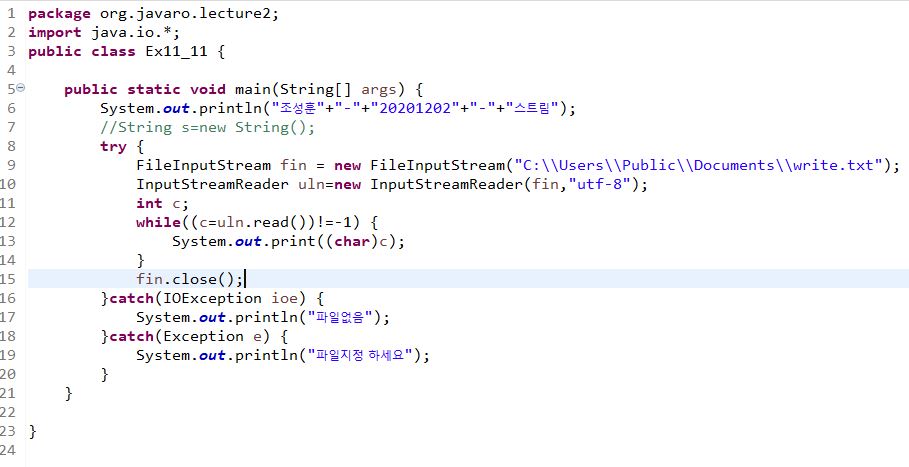 1 package org.javaro.lecture2;
2 import java.io.*;
3 public class Ex11_11 {
4
5 public static void main(String[] args) {
6 System.out.println("조성훈"+"-"+"20201202"+"-"+"스트림");
7 //String s=new String();
8 try {
9 FileInputStream fin = new FileInputStream("C:\\Users\\Public\\Documents\\write.txt");
10 InputStreamReader uln=new InputStreamReader(fin,"utf-8");
11 int c;
12 while((c=uln.read())!=-1) {
13 System.out.print((char)c);
14 }
15 fin.close();
16 }catch(IOException ioe) {
17 System.out.println("파일없음");
18 }catch(Exception e) {
19 System.out.println("파일지정 하세요");
20 }
21 }
22
23 }
24